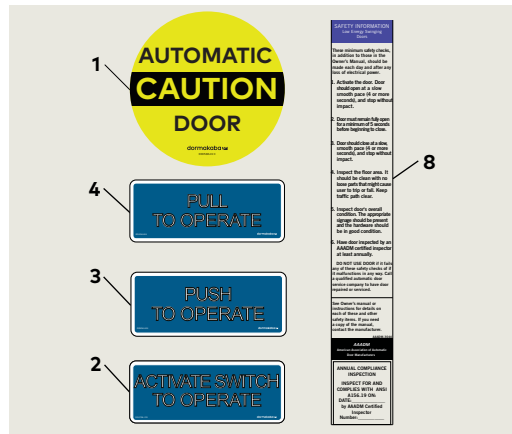 1
AUTOMATIC
CAUTION
DOOR
dormakaba
4
PULL
TO OPERATE
dormakaba
3
PUSH
TO OPERATE
dormakaba
2
ACTIVATE SWITCH
TO OPERATE
dormakaba
8
SAFETY INFORMATION
Low Energy Swinging
Doors
These minimum safety checks,
in addition to those in the
Owner's Manual, should be
made each day and after any
loss of electrical power.
1. Activate the door. Door
should open at a slow
smooth pace (4 or more
seconds), and stop without
impact.
2. Door must remain fully open
for a minimum of 5 seconds
before beginning to close.
3. Door should close at a slow,
smooth pace (4 or more
seconds), and stop without
impact.
4. Inspect the floor area. It
should be clean with no
loose parts that might cause
user to trip or fall. Keep
traffic path clear.
5. Inspect door's overall
condition. The appropriate
signage should be present
and the hardware should
be in good condition.
6. Have door inspected by an
AAADM certified inspector
at least annually.
DO NOT USE DOOR if it fails
any of these safety checks of if
it malfunctions in any way. Call
a qualified automatic door
service company to have door
repaired or serviced.
See Owner's manual or
instructions for details on
each of these and other
safety items. If you need
a copy of the manual,
contact the manufacturer.
AAADM
American Association of Automatic
Door Manufacturers
ANNUAL COMPLIANCE
INSPECTION
INSPECT FOR AND
COMPLIES WITH ANSI
A156.19 ON:
DATE:
by AAADM Certified
Inspector
Number: